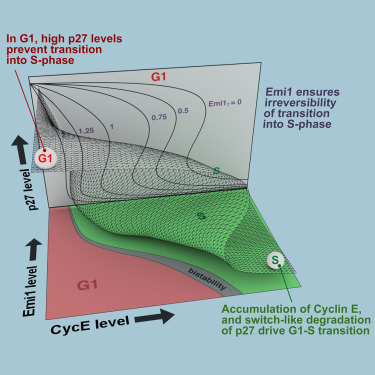 In G1, high p27 levels
prevent transition
into S-phase
G1
Emi1 ensures
irreversibility
of transition
into S-phase
Emi1T = 0
0.5
0.75
1
1.25
G1
S
p27 level
S
G1
bistability
S
Emi1 level
CycE level
Accumulation of Cyclin E,
and switch-like degradation
of p27 drive G1-S transition